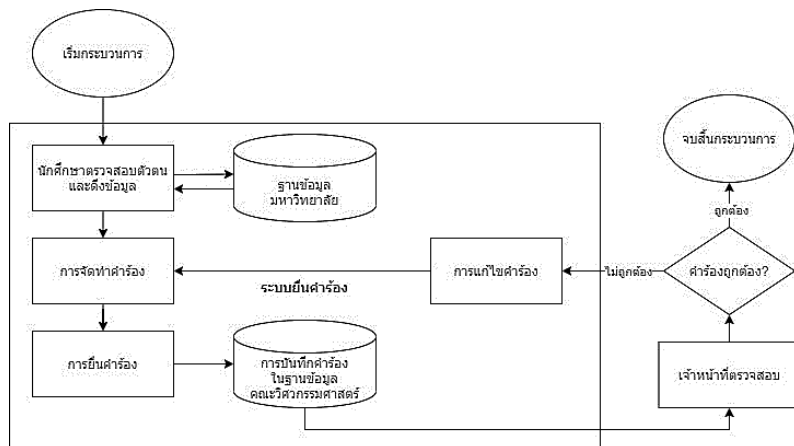 เริ่มกระบวนการ
นักศึกษาตรวจสอบตัวตน
และดึงข้อมูล
ฐานข้อมูล
มหาวิทยาลัย
จบสิ้นกระบวนการ
ถูกต้อง
การจัดทำคำร้อง
ระบบยื่นคำร้อง
การแก้ไขคำร้อง
ไม่ถูกต้อง
คำร้องถูกต้อง?
การยื่นคำร้อง
การบันทึกคำร้อง
ในฐานข้อมูล
คณะวิศวกรรมศาสตร์
เจ้าหน้าที่ตรวจสอบ